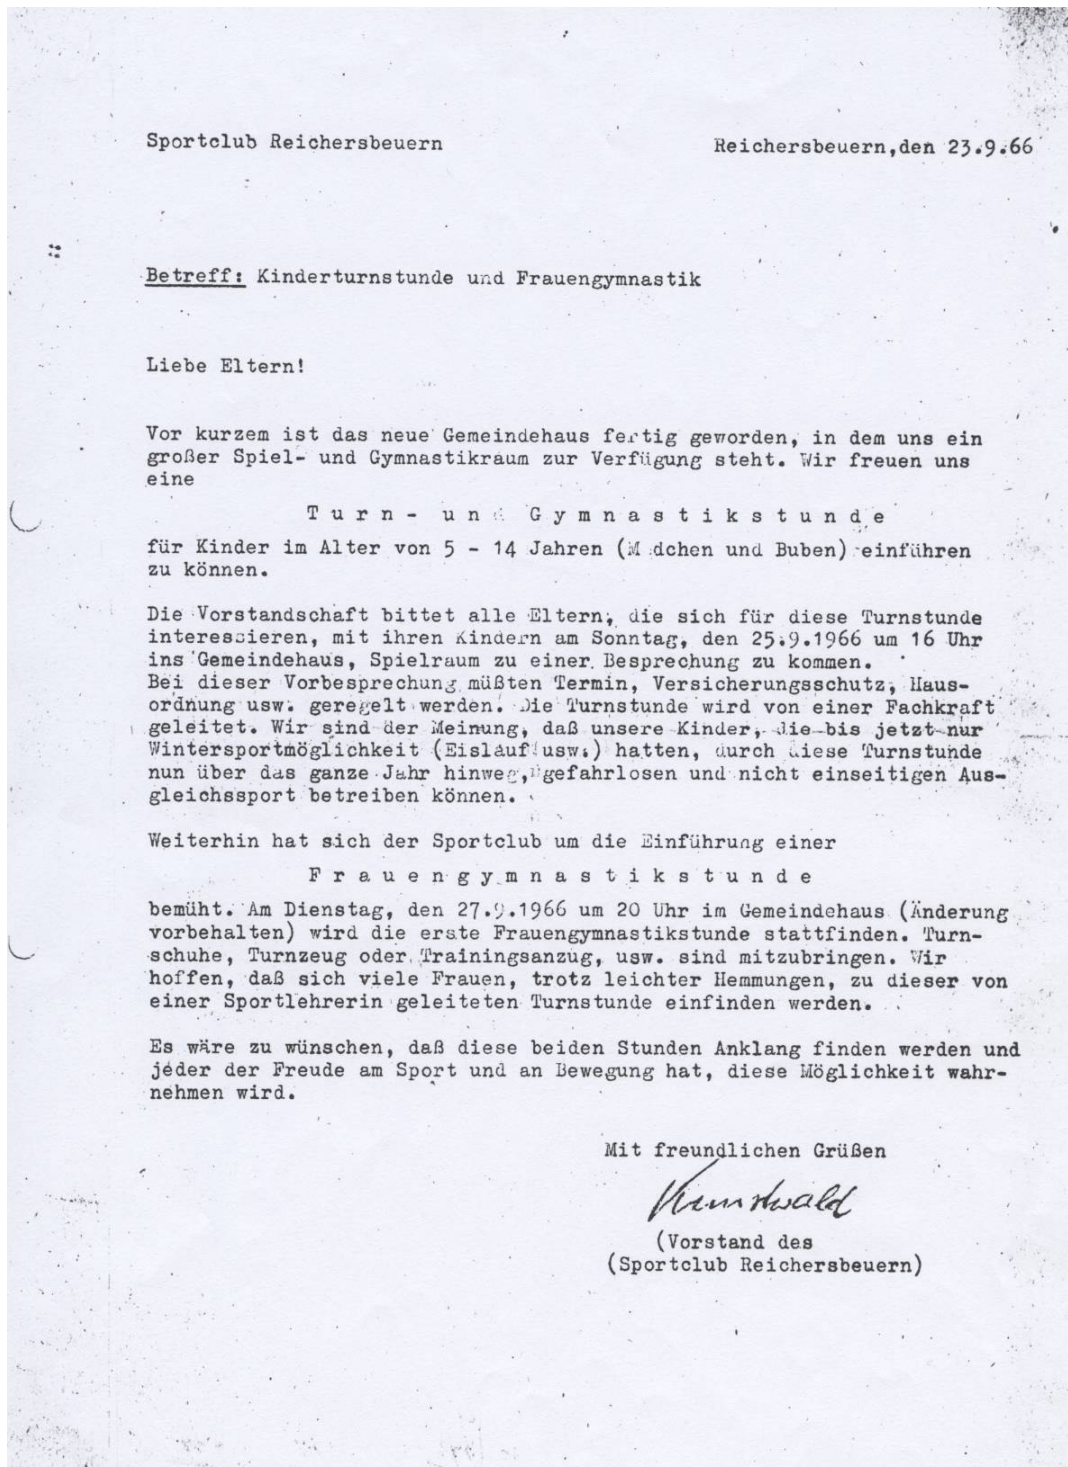 Sportclub Reichersbeuern
Reichersbeuern,den 23.9.66
Betreff: Kinderturnstunde und Frauengymnastik
Liebe Eltern!
Vor kurzem ist das neue Gemeindehaus fertig geworden, in dem uns ein
großer Spiel- und Gymnastikraum zur Verfügung steht. Wir freuen uns
eine
T u r n - u n d G y m n a s t i k s t u n d e
für Kinder im Alter von 5 - 14 Jahren (Mädchen und Buben) einführen
zu können.
Die Vorstandschaft bittet alle Eltern, die sich für diese Turnstunde
interessieren, mit ihren Kindern am Sonntag, den 25.9.1966 um 16 Uhr
ins Gemeindehaus, Spielraum zu einer Besprechung zu kommen.
Bei dieser Vorbesprechung müßten Termin, Versicherungsschutz, Haus-
ordnung usw. geregelt werden. Die Turnstunde wird von einer Fachkraft
geleitet. Wir sind der Meinung, daß unsere Kinder, die bis jetzt nur
Wintersportmöglichkeit (Eislauf usw.) hatten, durch diese Turnstunde
nun über das ganze Jahr hinweg, gefahrlosen und nicht einseitigen Aus-
gleichssport betreiben können.
Weiterhin hat sich der Sportclub um die Einführung einer
F r a u e n g y m n a s t i k s t u n d e
bemüht. Am Dienstag, den 27.9.1966 um 20 Uhr im Gemeindehaus (Änderung
vorbehalten) wird die erste Frauengymnastikstunde stattfinden. Turn-
schuhe, Turnzeug oder Trainingsanzug, usw. sind mitzubringen. Wir
hoffen, daß sich viele Frauen, trotz leichter Hemmungen, zu dieser von
einer Sportlehrerin geleiteten Turnstunde einfinden werden.
Es wäre zu wünschen, daß diese beiden Stunden Anklang finden werden und
jeder der Freude am Sport und an Bewegung hat, diese Möglichkeit wahr-
nehmen wird.
Mit freundlichen Grüßen
(Vorstand des
(Sportclub Reichersbeuern)